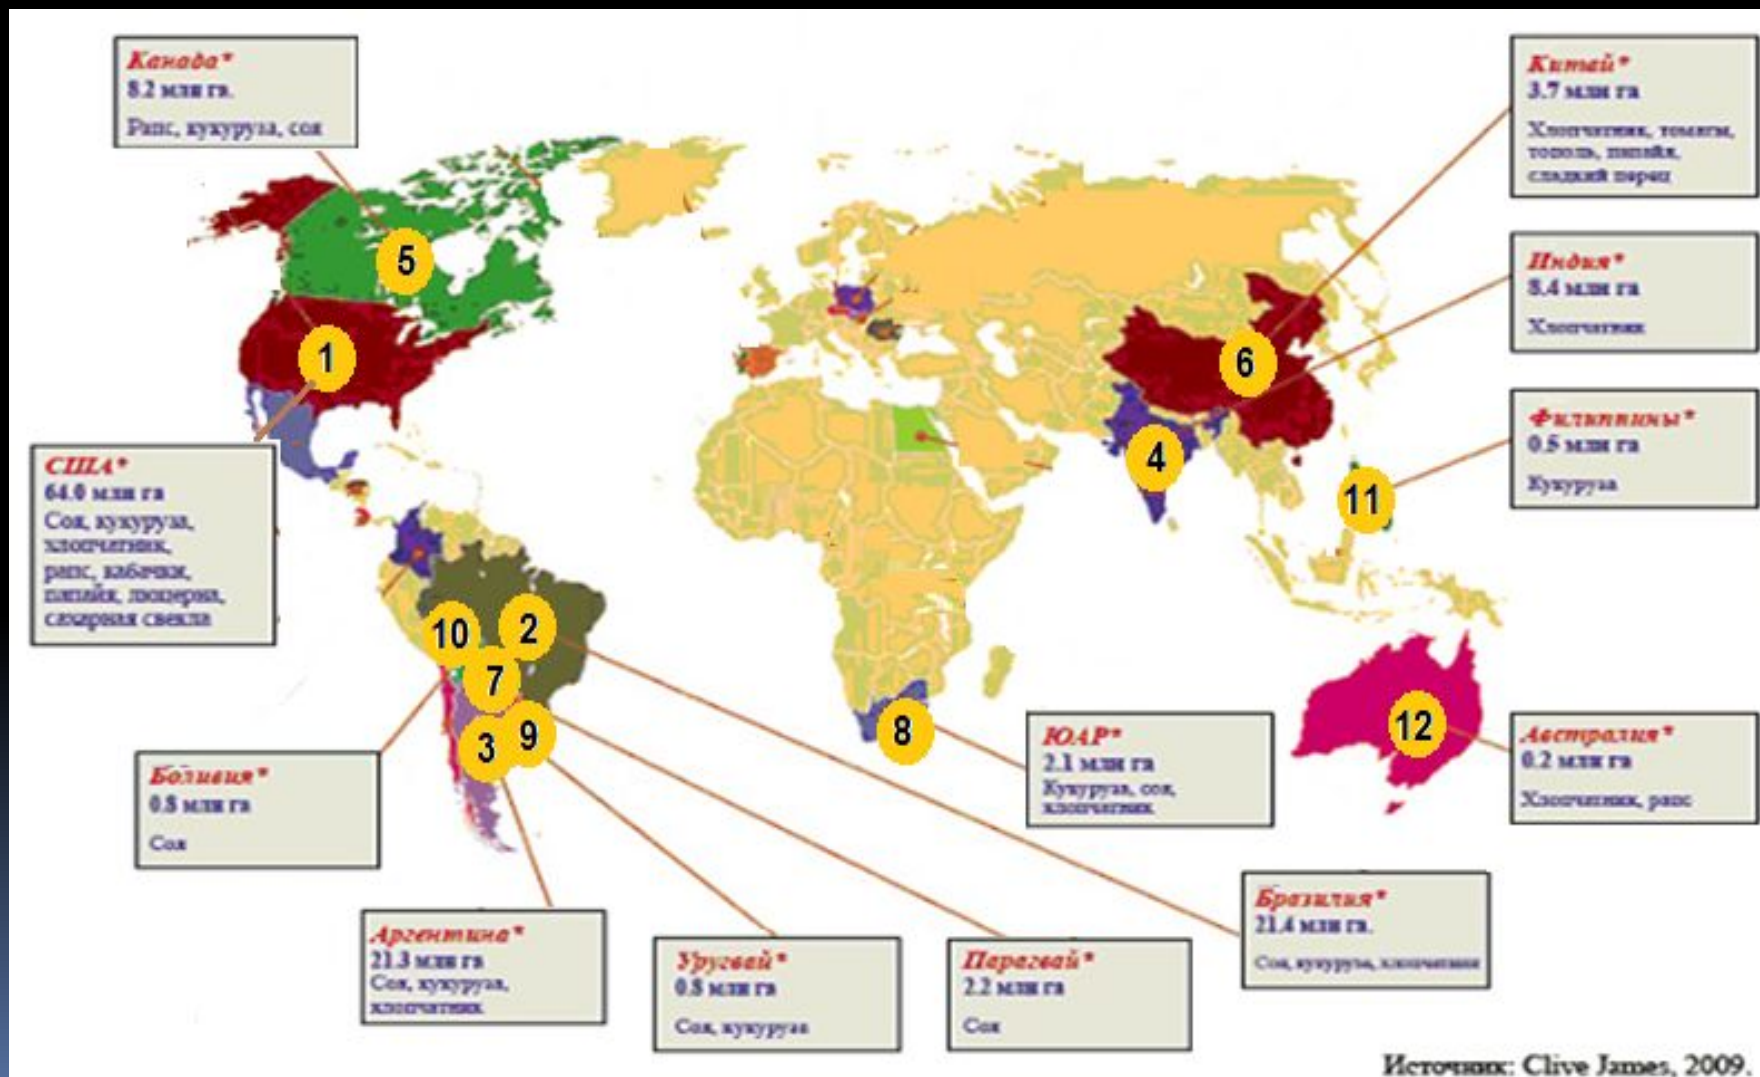 Канада*
8.2 млн га.
Рапс, кукуруза, соя
5
1
США*
64.0 млн га
Соя, кукуруза,
хлопчатник,
рапс, кабачки,
папайя, люцерна,
сахарная свекла
10
2
7
3
9
Боливия*
0.8 млн га
Соя
Аргентина*
21.3 млн га
Соя, кукуруза,
хлопчатник
Уругвай*
0.8 млн га
Соя, кукуруза
Парагвай*
2.2 млн га
Соя
Бразилия*
21.4 млн га.
Соя, кукуруза, хлопчатник
8
ЮАР*
2.1 млн га
Кукуруза, соя,
хлопчатник
Китай*
3.7 млн га
Хлопчатник, томаты,
тополь, папайя,
сладкий перец
6
Индия*
8.4 млн га
Хлопчатник
4
Филиппины*
0.5 млн га
Кукуруза
11
12
Австралия*
0.2 млн га
Хлопчатник, рапс
Источник: Clive James, 2009.